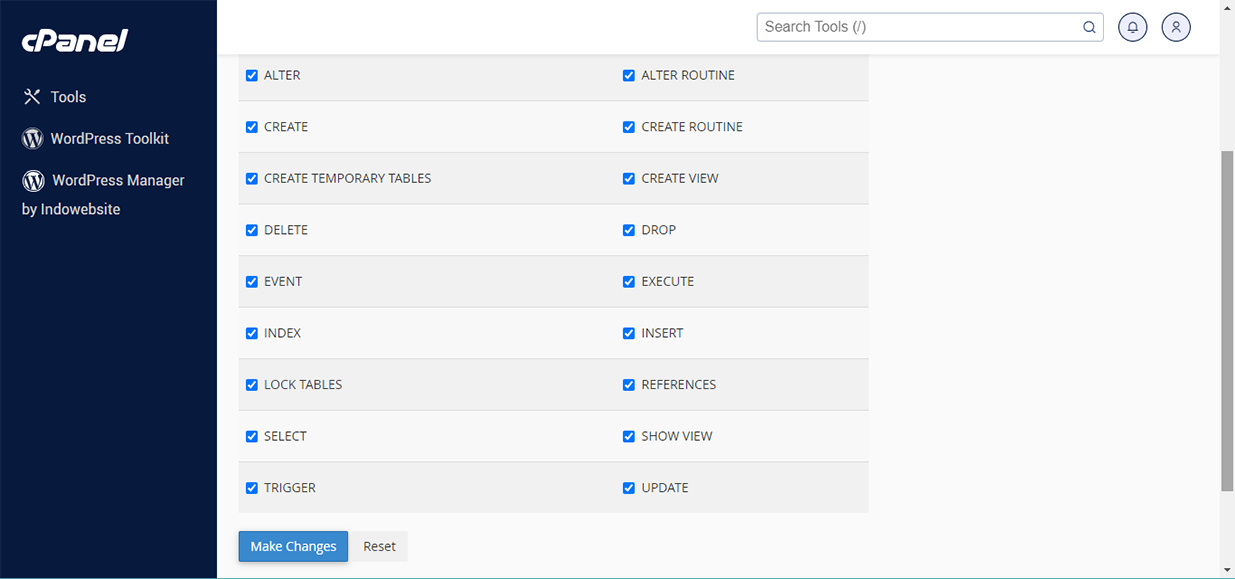 cPanel
Search Tools (/)
Tools
WordPress Toolkit
WordPress Manager
by Indowebsite
ALTER
ALTER ROUTINE
CREATE
CREATE ROUTINE
CREATE TEMPORARY TABLES
CREATE VIEW
DELETE
DROP
EVENT
EXECUTE
INDEX
INSERT
LOCK TABLES
REFERENCES
SELECT
SHOW VIEW
TRIGGER
UPDATE
Make Changes
Reset